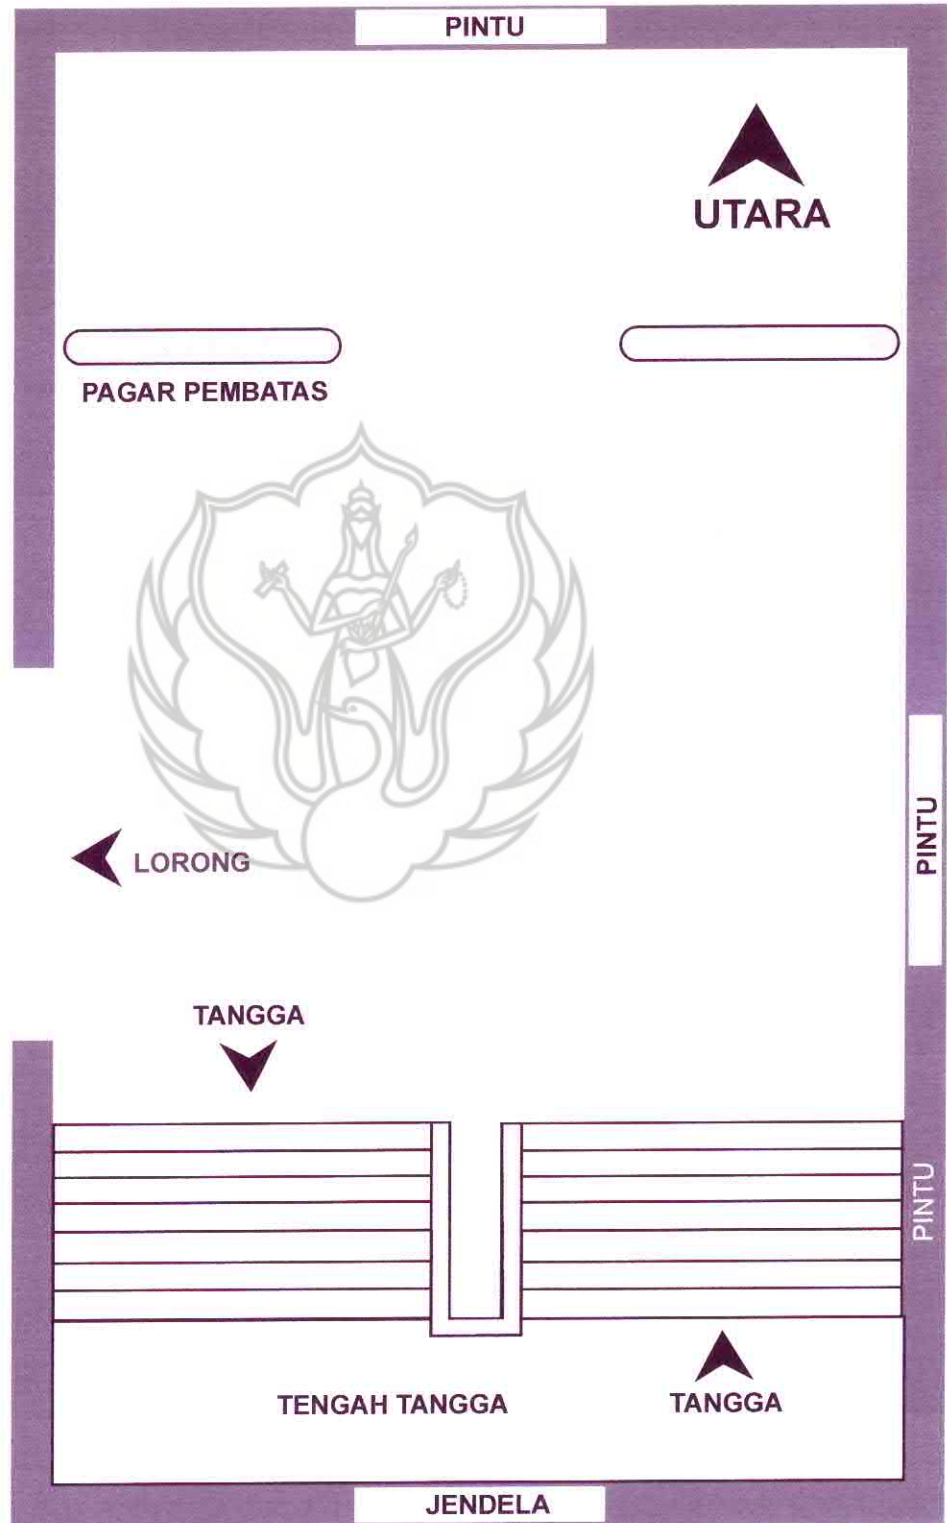 PINTU
UTARA
PAGAR PEMBATAS
PINTU
LORONG
TANGGA
PINTU
TENGAH TANGGA
TANGGA
JENDELA